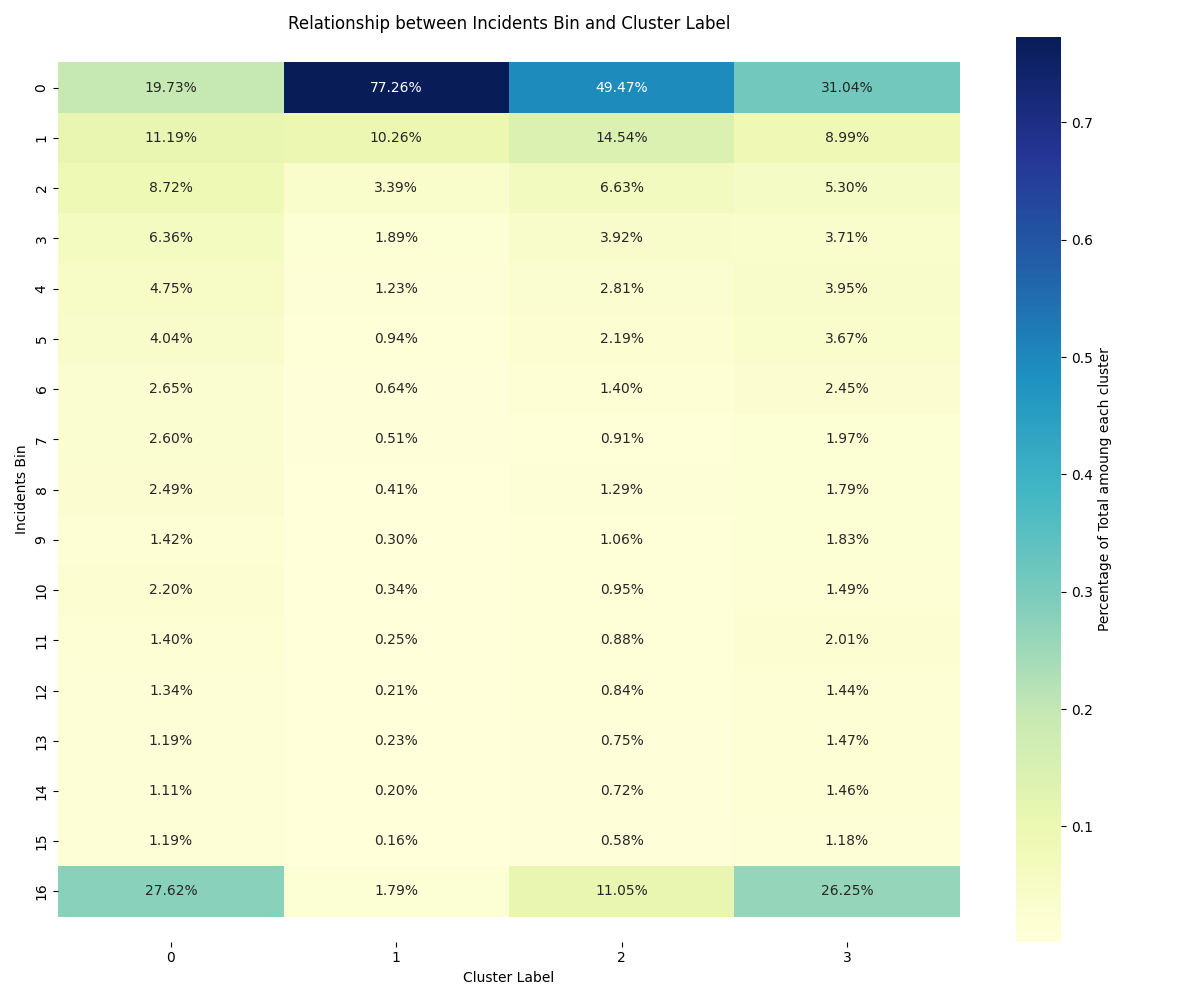 Relationship between Incidents Bin and Cluster Label
0 19.73% 77.26% 49.47% 31.04%
1 11.19% 10.26% 14.54% 8.99%
2 8.72% 3.39% 6.63% 5.30%
3 6.36% 1.89% 3.92% 3.71%
4 4.75% 1.23% 2.81% 3.95%
5 4.04% 0.94% 2.19% 3.67%
6 2.65% 0.64% 1.40% 2.45%
7 2.60% 0.51% 0.91% 1.97%
8 2.49% 0.41% 1.29% 1.79%
9 1.42% 0.30% 1.06% 1.83%
10 2.20% 0.34% 0.95% 1.49%
11 1.40% 0.25% 0.88% 2.01%
12 1.34% 0.21% 0.84% 1.44%
13 1.19% 0.23% 0.75% 1.47%
14 1.11% 0.20% 0.72% 1.46%
15 1.19% 0.16% 0.58% 1.18%
16 27.62% 1.79% 11.05% 26.25%
0 1 2 3
Cluster Label
Incidents Bin
0.7
0.6
0.5
0.4
0.3
0.2
0.1
Percentage of Total amoung each cluster